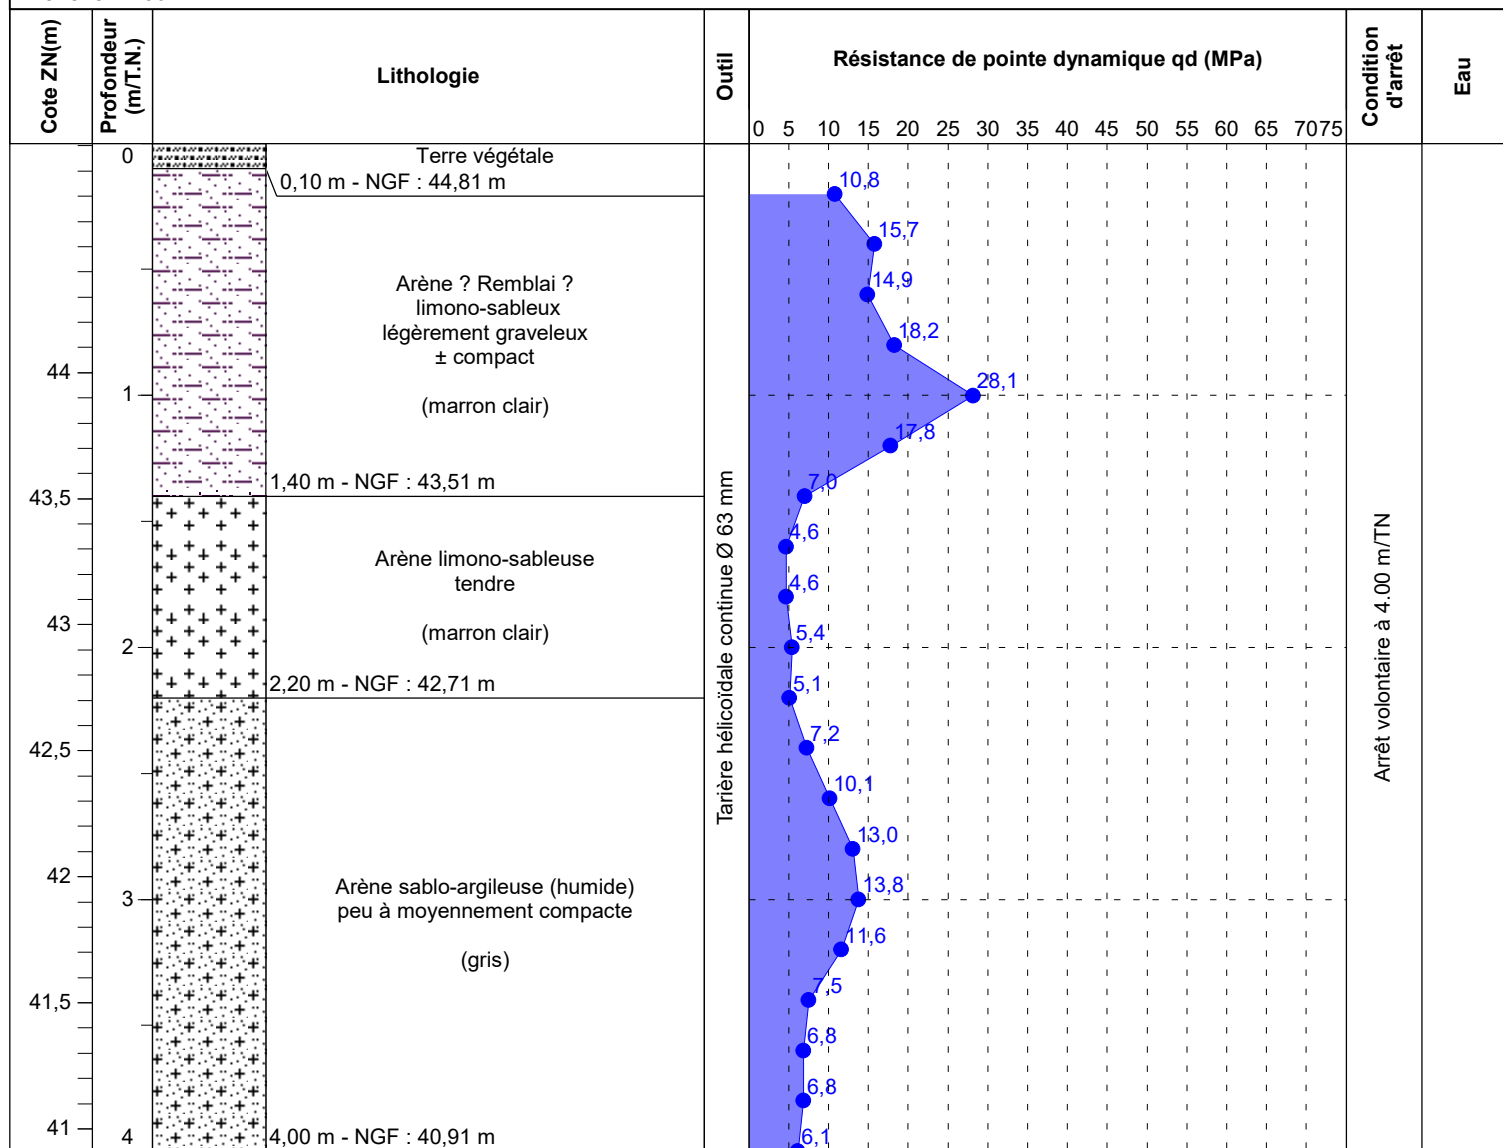 Cote ZN(m)
Profondeur
(m/T.N.)
Lithologie
Outil
Résistance de pointe dynamique qd (MPa)
0 5 10 15 20 25 30 35 40 45 50 55 60 65 70 75
Condition
d'arrêt
Eau
44
43,5
43
42,5
42
41,5
41
0
1
2
3
4
Terre végétale
0,10 m - NGF : 44,81 m
Arène ? Remblai ?
limono-sableux
légèrement graveleux
± compact
(marron clair)
1,40 m - NGF : 43,51 m
Arène limono-sableuse
tendre
(marron clair)
2,20 m - NGF : 42,71 m
Arène sablo-argileuse (humide)
peu à moyennement compacte
(gris)
4,00 m - NGF : 40,91 m
Tarière hélicoïdale continue Ø 63 mm
10,8
15,7
14,9
18,2
28,1
17,8
7,0
4,6
4,6
5,4
5,1
7,2
10,1
13,0
13,8
11,6
7,5
6,8
6,8
6,1
Arrêt volontaire à 4.00 m/TN